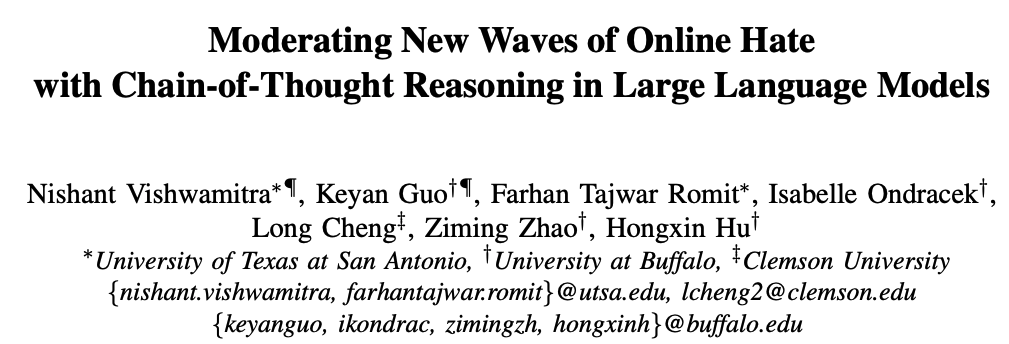 Moderating New Waves of Online Hate
with Chain-of-Thought Reasoning in Large Language Models
Nishant Vishwamitra*¶, Keyan Guo†¶, Farhan Tajwar Romit*, Isabelle Ondracek†,
Long Cheng‡, Ziming Zhao†, Hongxin Hu†
*University of Texas at San Antonio, †University at Buffalo, ‡Clemson University
{nishant.vishwamitra, farhantajwar.romit}@utsa.edu, lcheng2@clemson.edu
{keyanguo, ikondrac, zimingzh, hongxinh}@buffalo.edu